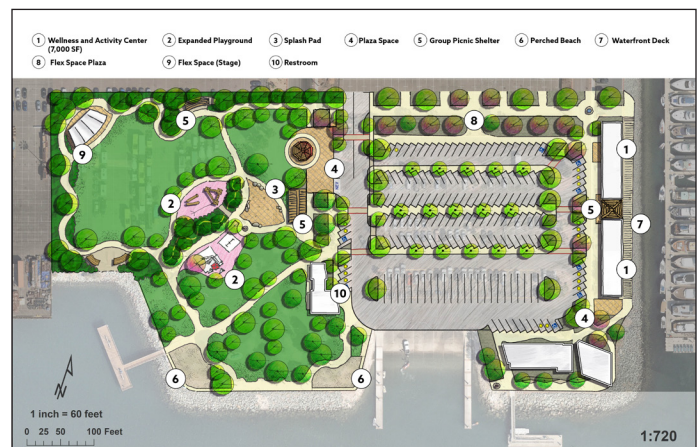 1 Wellness and Activity Center (7,000 SF)
2 Expanded Playground
3 Splash Pad
4 Plaza Space
5 Group Picnic Shelter
6 Perched Beach
7 Waterfront Deck
8 Flex Space Plaza
9 Flex Space (Stage)
10 Restroom
5
8
9
4
1
2
3
5
5
7
2
1
10
4
6
6
N
1 inch = 60 feet
0 25 50 100 Feet
1:720